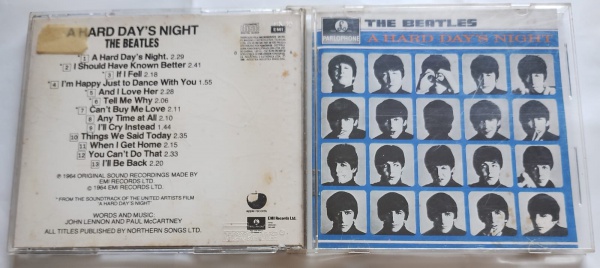 A HARD DAY'S NIGHT
THE BEATLES
1 A Hard Day's Night. 2.29
2 I Should Have Known Better 2.41
3 If I Fell 2.18
4 I'm Happy Just to Dance With You 1.55
5 And I Love Her 2.28
6 Tell Me Why 2.06
7 Can't Buy Me Love 2.11
8 Any Time at All 2.10
9 I'll Cry Instead 1.44
10 Things We Said Today 2.35
11 When I Get Home 2.15
12 You Can't Do That 2.33
13 I'll Be Back 2.20
℗ 1964 ORIGINAL SOUND RECORDINGS MADE BY
EMI RECORDS LTD.
© 1964 EMI RECORDS LTD.
* FROM THE SOUNDTRACK OF THE UNITED ARTISTS FILM
A HARD DAY'S NIGHT
WORDS AND MUSIC
JOHN LENNON AND PAUL McCARTNEY
ALL TITLES PUBLISHED BY NORTHERN SONGS LTD.
EMI
EMI Records Ltd.
PARLOPHONE
THE BEATLES
A HARD DAY'S NIGHT